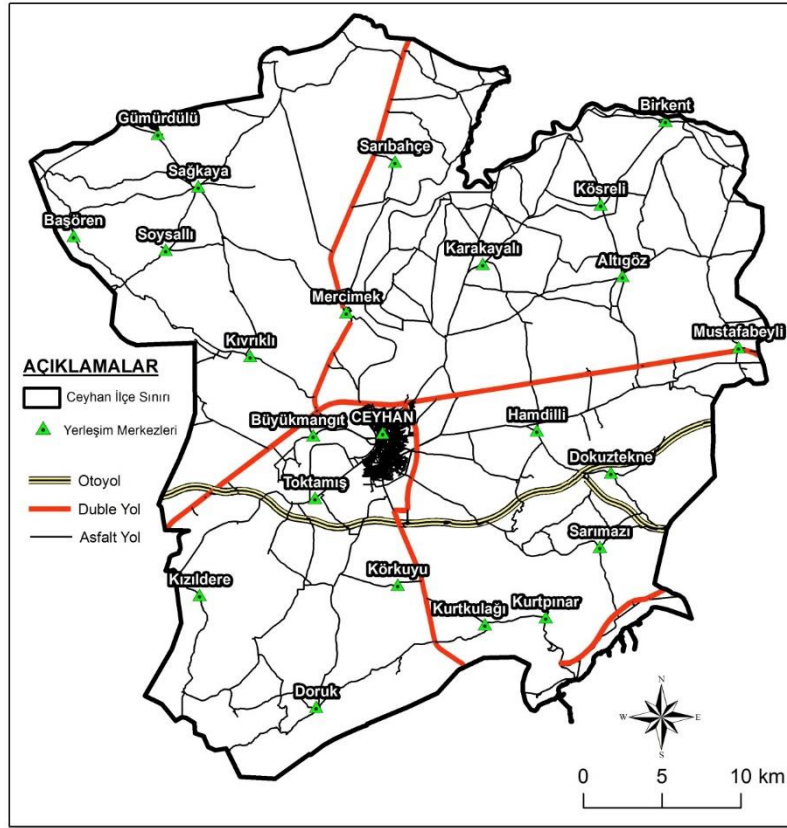 Birkent
Gümürdülü
Sarıbahçe
Sağkaya
Kösreli
Başören
Soysallı
Karakayalı
Altıgöz
Mercimek
Mustafabeyli
Kıvrıklı
AÇIKLAMALAR
Ceyhan İlçe Sınırı
Yerleşim Merkezleri
Otoyol
Duble Yol
Asfalt Yol
Büyükmangıt
CEYHAN
Hamdilli
Dokuztekne
Toktamış
Sarımazı
Kızıldere
Körkuyu
Kurtkulağı
Kurtpınar
Doruk
N
W
E
S
0 5 10 km